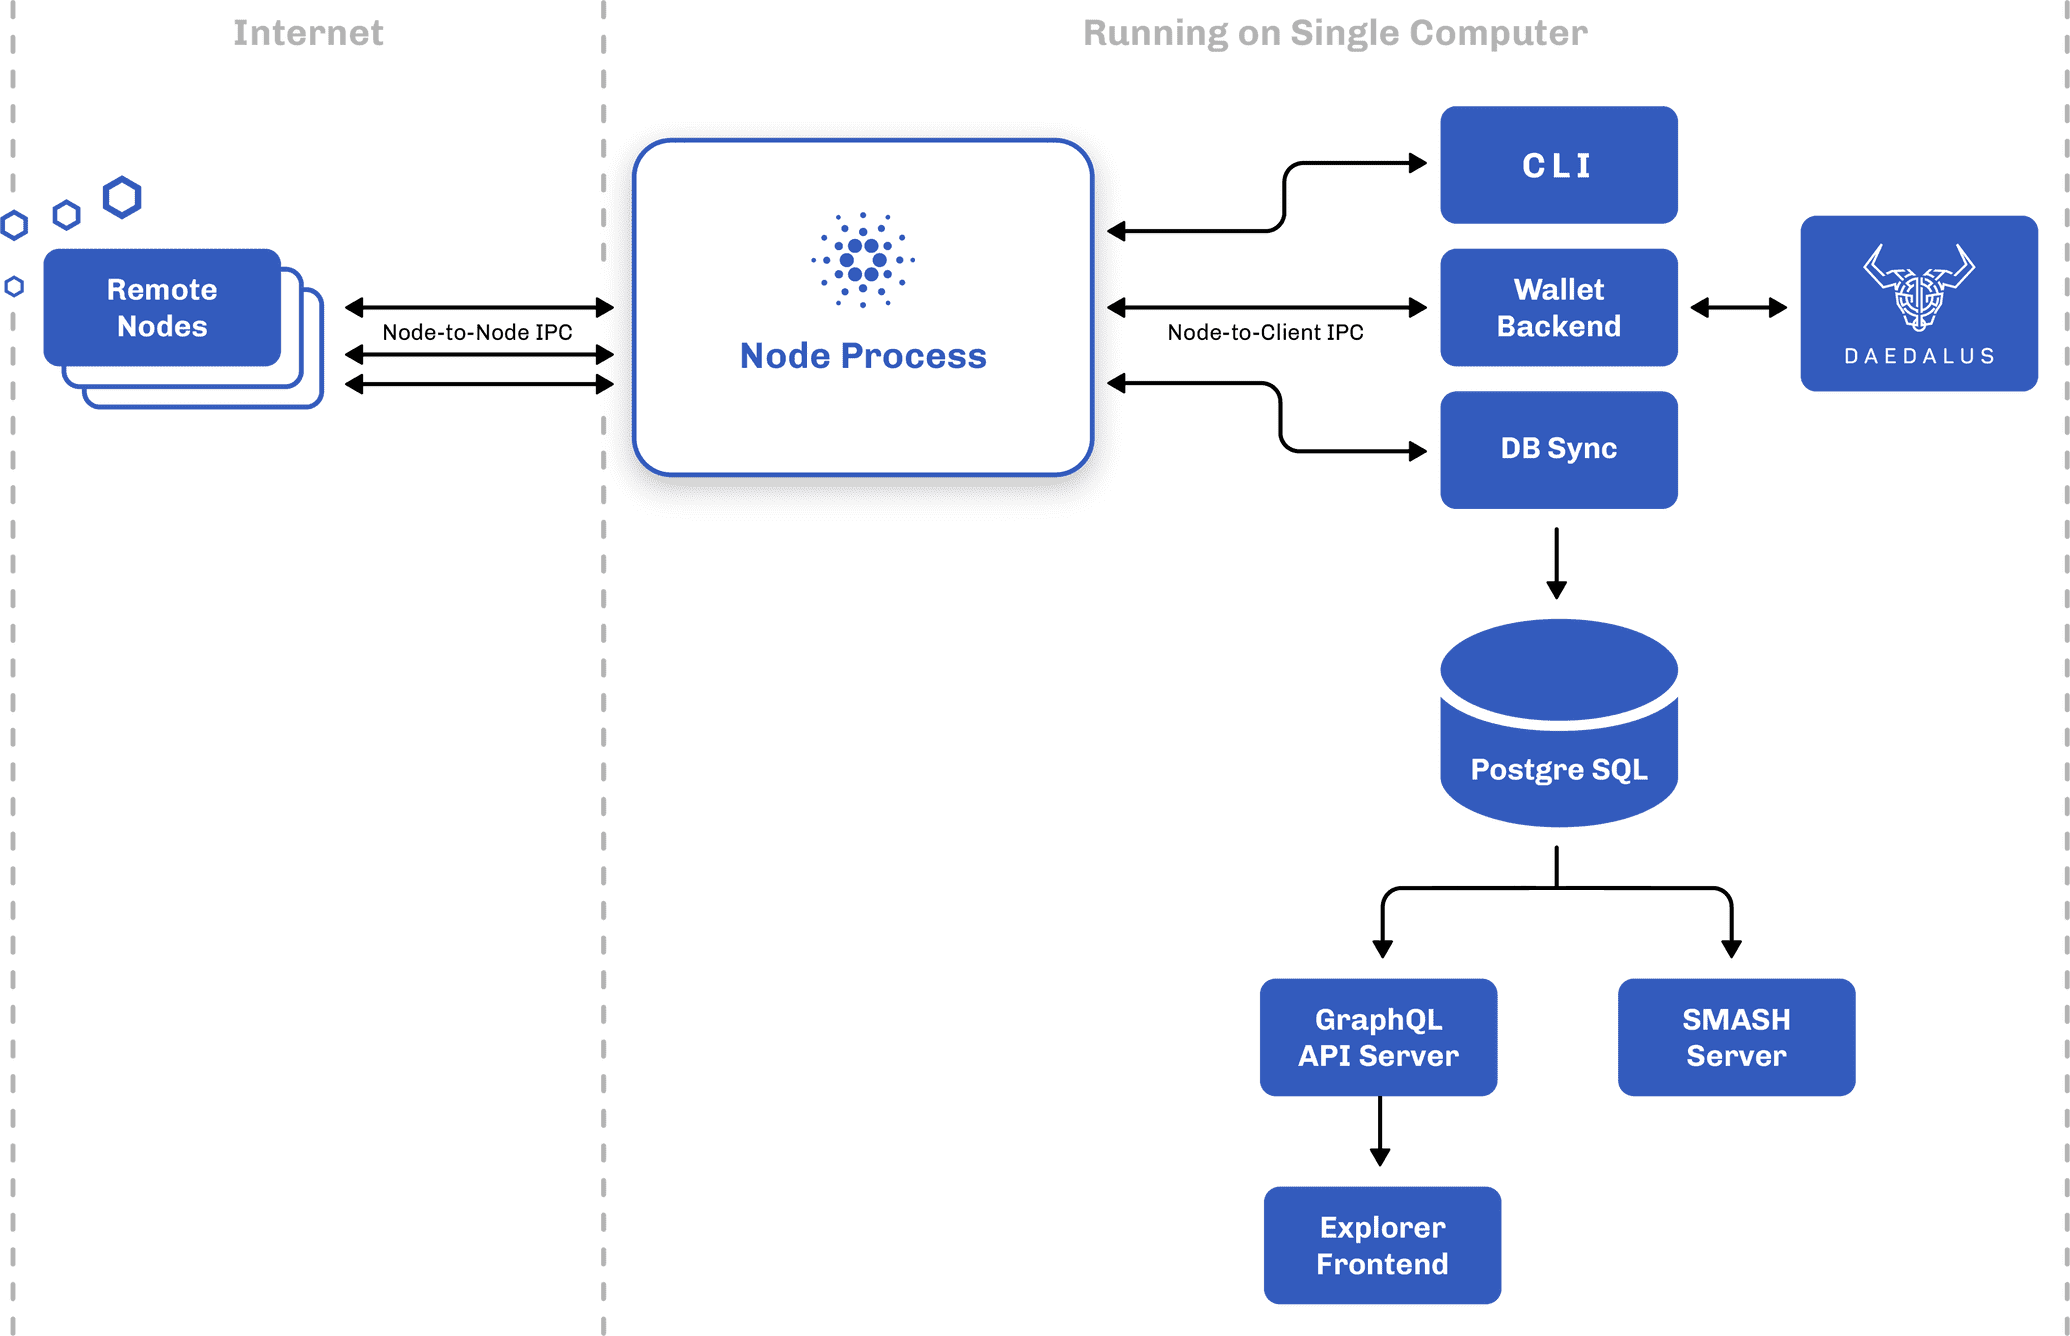 Internet
Running on Single Computer
Remote
Nodes
Node-to-Node IPC
Node Process
Node-to-Client IPC
CLI
Wallet
Backend
DAEDALUS
DB Sync
Postgre SQL
GraphQL
API Server
SMASH
Server
Explorer
Frontend